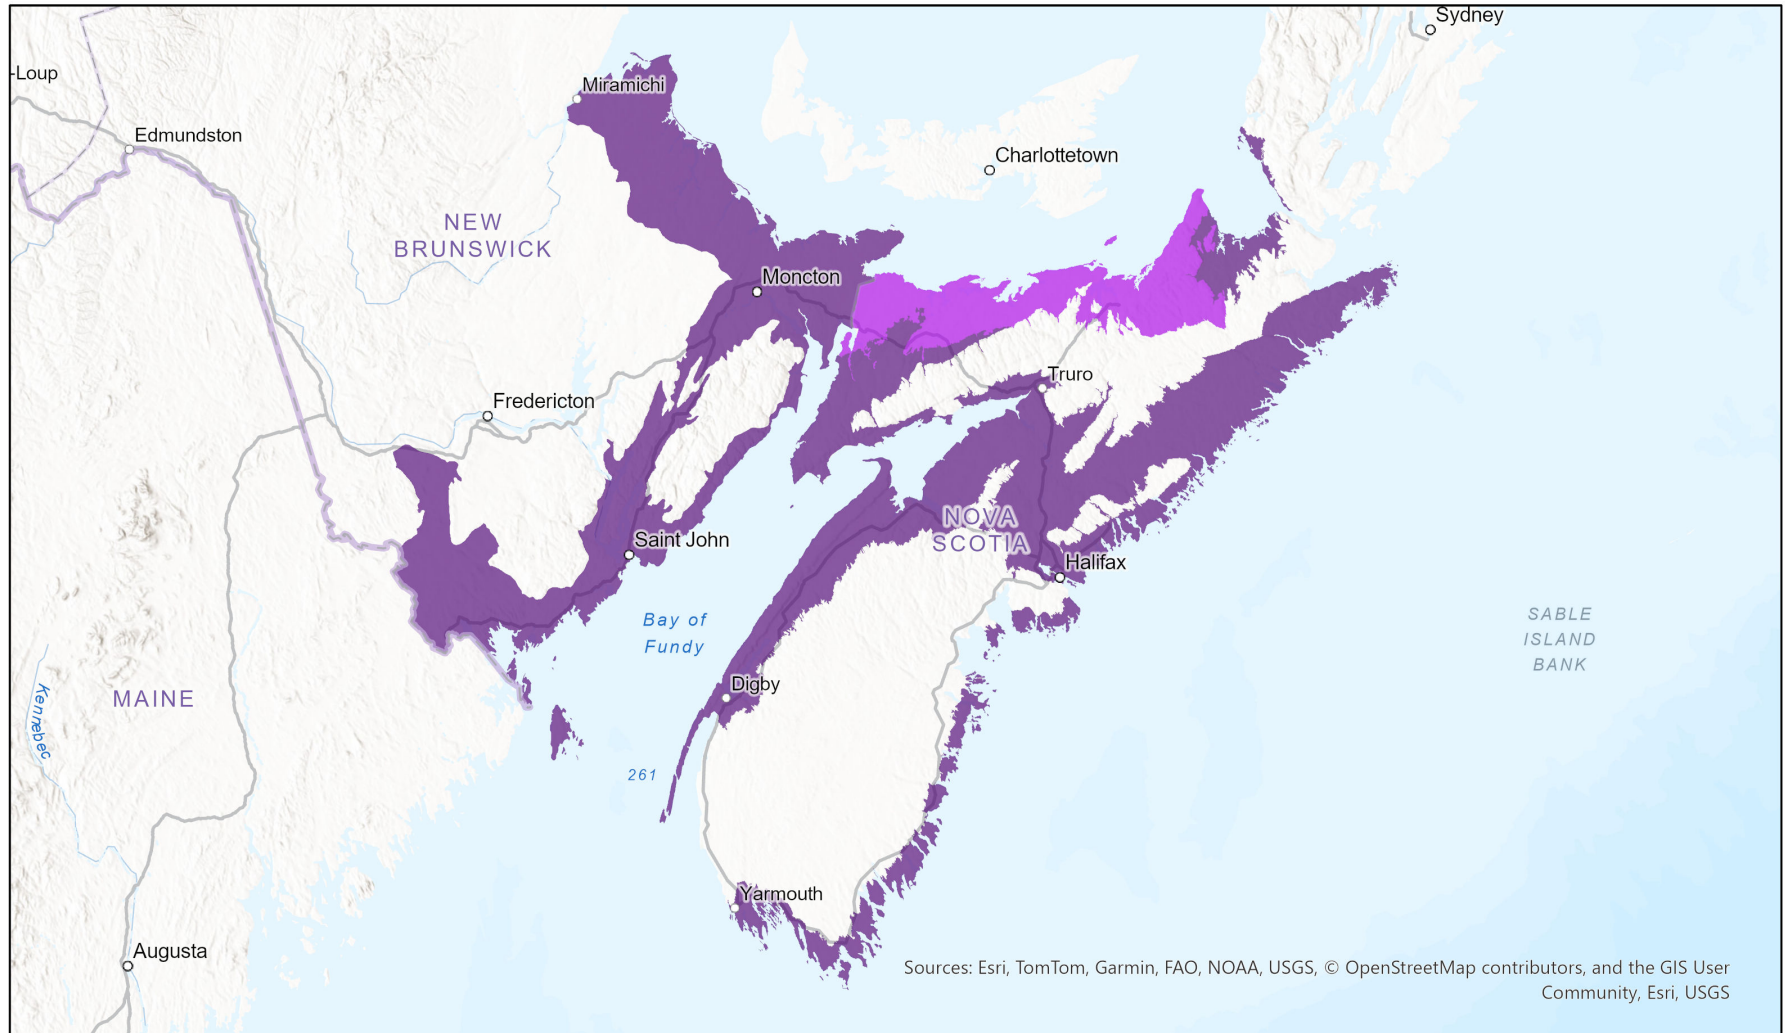 Sydney
-Loup
Miramichi
Edmundston
Charlottetown
NEW
BRUNSWICK
Moncton
Truro
Fredericton
NOVA
SCOTIA
Saint John
Halifax
Bay of
Fundy
SABLE
ISLAND
BANK
Digby
MAINE
Kennebec
261
Yarmouth
Augusta
Sources: Esri, TomTom, Garmin, FAO, NOAA, USGS, © OpenStreetMap contributors, and the GIS User
Community, Esri, USGS